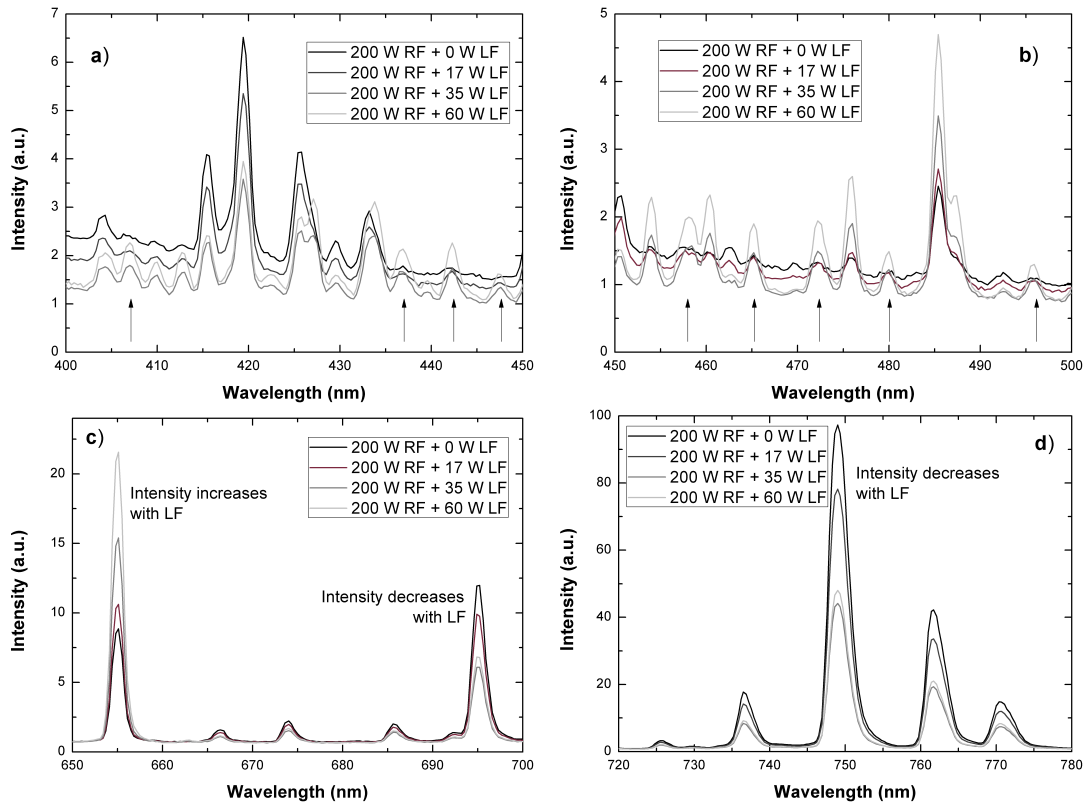 a)
200 W RF + 0 W LF
200 W RF + 17 W LF
200 W RF + 35 W LF
200 W RF + 60 W LF
Intensity (a.u.)
7
6
5
4
3
2
1
0
400
410
420
430
440
450
Wavelength (nm)
b)
200 W RF + 0 W LF
200 W RF + 17 W LF
200 W RF + 35 W LF
200 W RF + 60 W LF
Intensity (a.u.)
5
4
3
2
1
0
450
460
470
480
490
500
Wavelength (nm)
c)
200 W RF + 0 W LF
200 W RF + 17 W LF
200 W RF + 35 W LF
200 W RF + 60 W LF
Intensity increases
with LF
Intensity decreases
with LF
Intensity (a.u.)
20
15
10
5
0
650
660
670
680
690
700
Wavelength (nm)
d)
200 W RF + 0 W LF
200 W RF + 17 W LF
200 W RF + 35 W LF
200 W RF + 60 W LF
Intensity decreases
with LF
Intensity (a.u.)
100
80
60
40
20
0
720
730
740
750
760
770
780
Wavelength (nm)